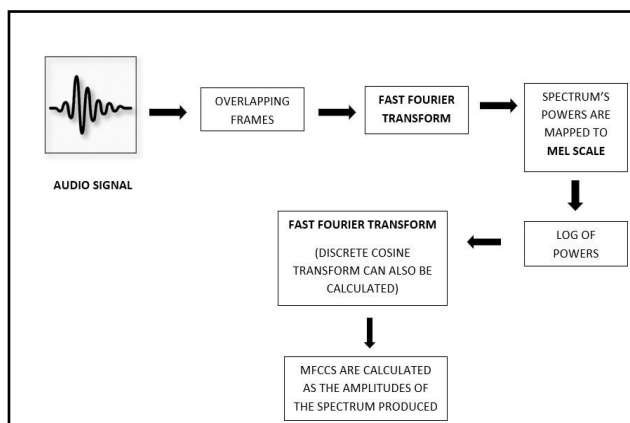 AUDIO SIGNAL
OVERLAPPING
FRAMES
FAST FOURIER
TRANSFORM
SPECTRUM'S
POWERS ARE
MAPPED TO
MEL SCALE
LOG OF
POWERS
FAST FOURIER TRANSFORM
(DISCRETE COSINE
TRANSFORM CAN ALSO BE
CALCULATED)
MFCCS ARE CALCULATED
AS THE AMPLITUDES OF
THE SPECTRUM PRODUCED